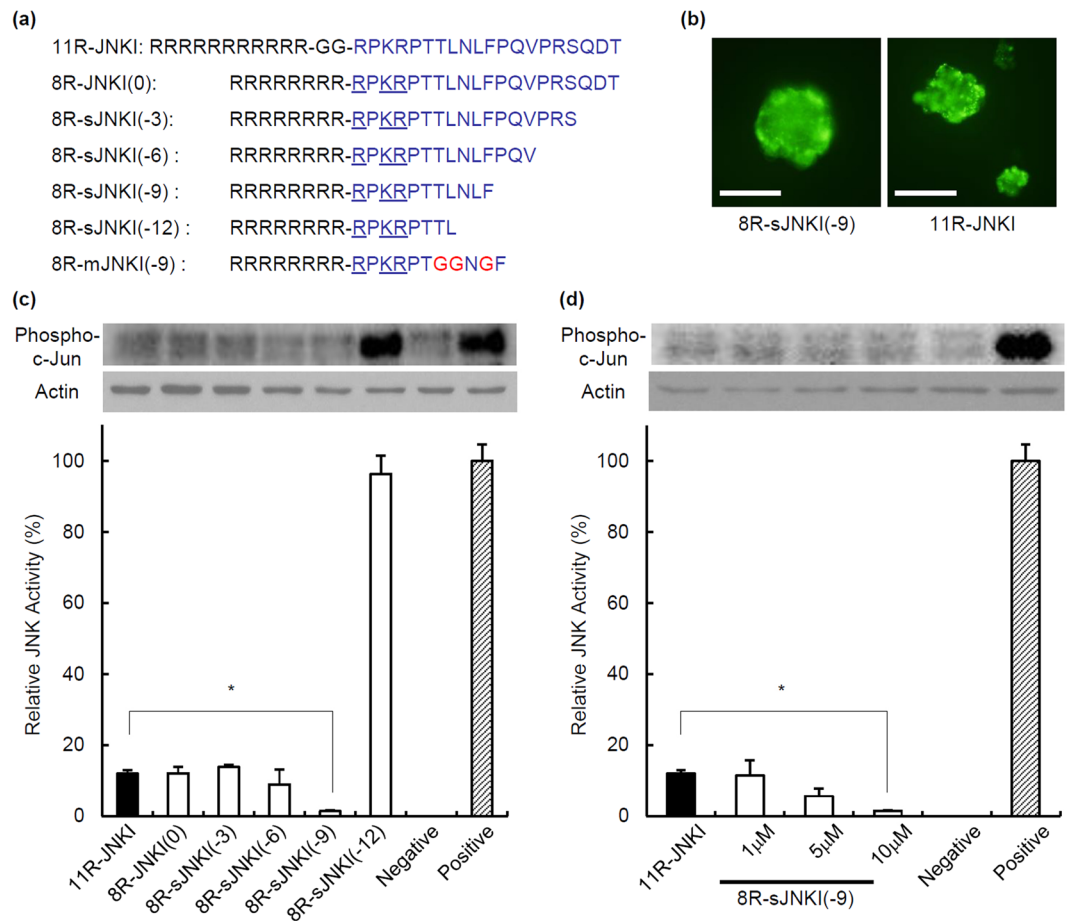 (a)
11R-JNKI: RRRRRRRRRRR-GG-RPKRPTTLNLFPQVPRSQDT
8R-JNKI(0): RRRRRRRR-RPKRPTTLNLFPQVPRSQDT
8R-sJNKI(-3): RRRRRRRR-RPKRPTTLNLFPQVPRS
8R-sJNKI(-6) : RRRRRRRR-RPKRPTTLNLFPQV
8R-sJNKI(-9) : RRRRRRRR-RPKRPTTLNLF
8R-sJNKI(-12) : RRRRRRRR-RPKRPTTL
8R-mJNKI(-9) : RRRRRRRR-RPKRPTGGNGF
(b)
8R-sJNKI(-9) 11R-JNKI
(c)
Phospho-
c-Jun
Actin
Relative JNK Activity (%)
100
80
60
40
20
0
*
11R-JNKI 8R-JNKI(0) 8R-sJNKI(-3) 8R-sJNKI(-6) 8R-sJNKI(-9) 8R-sJNKI(-12) Negative Positive
(d)
Phospho-
c-Jun
Actin
Relative JNK Activity (%)
100
80
60
40
20
0
*
11R-JNKI 1μM 5μM 10μM Negative Positive
8R-sJNKI(-9)